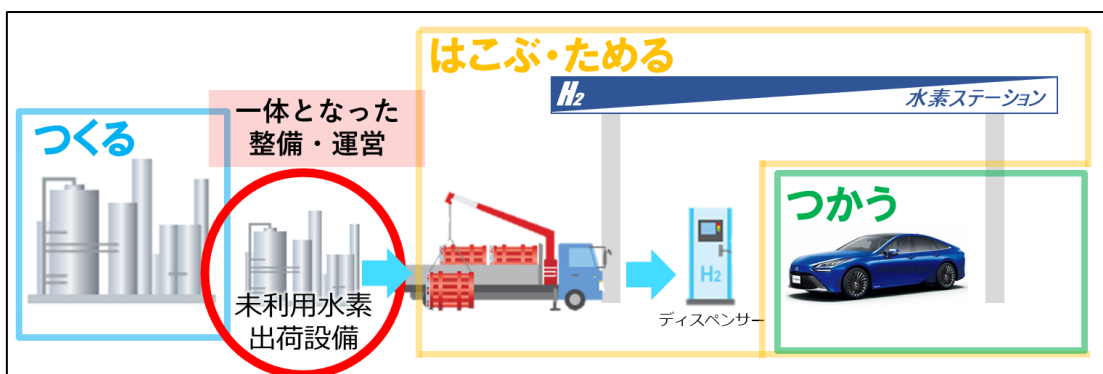 はこぶ・ためる
H2
水素ステーション
一体となった
整備・運営
つくる
つかう
未利用水素
出荷設備
H2
ディスペンサー